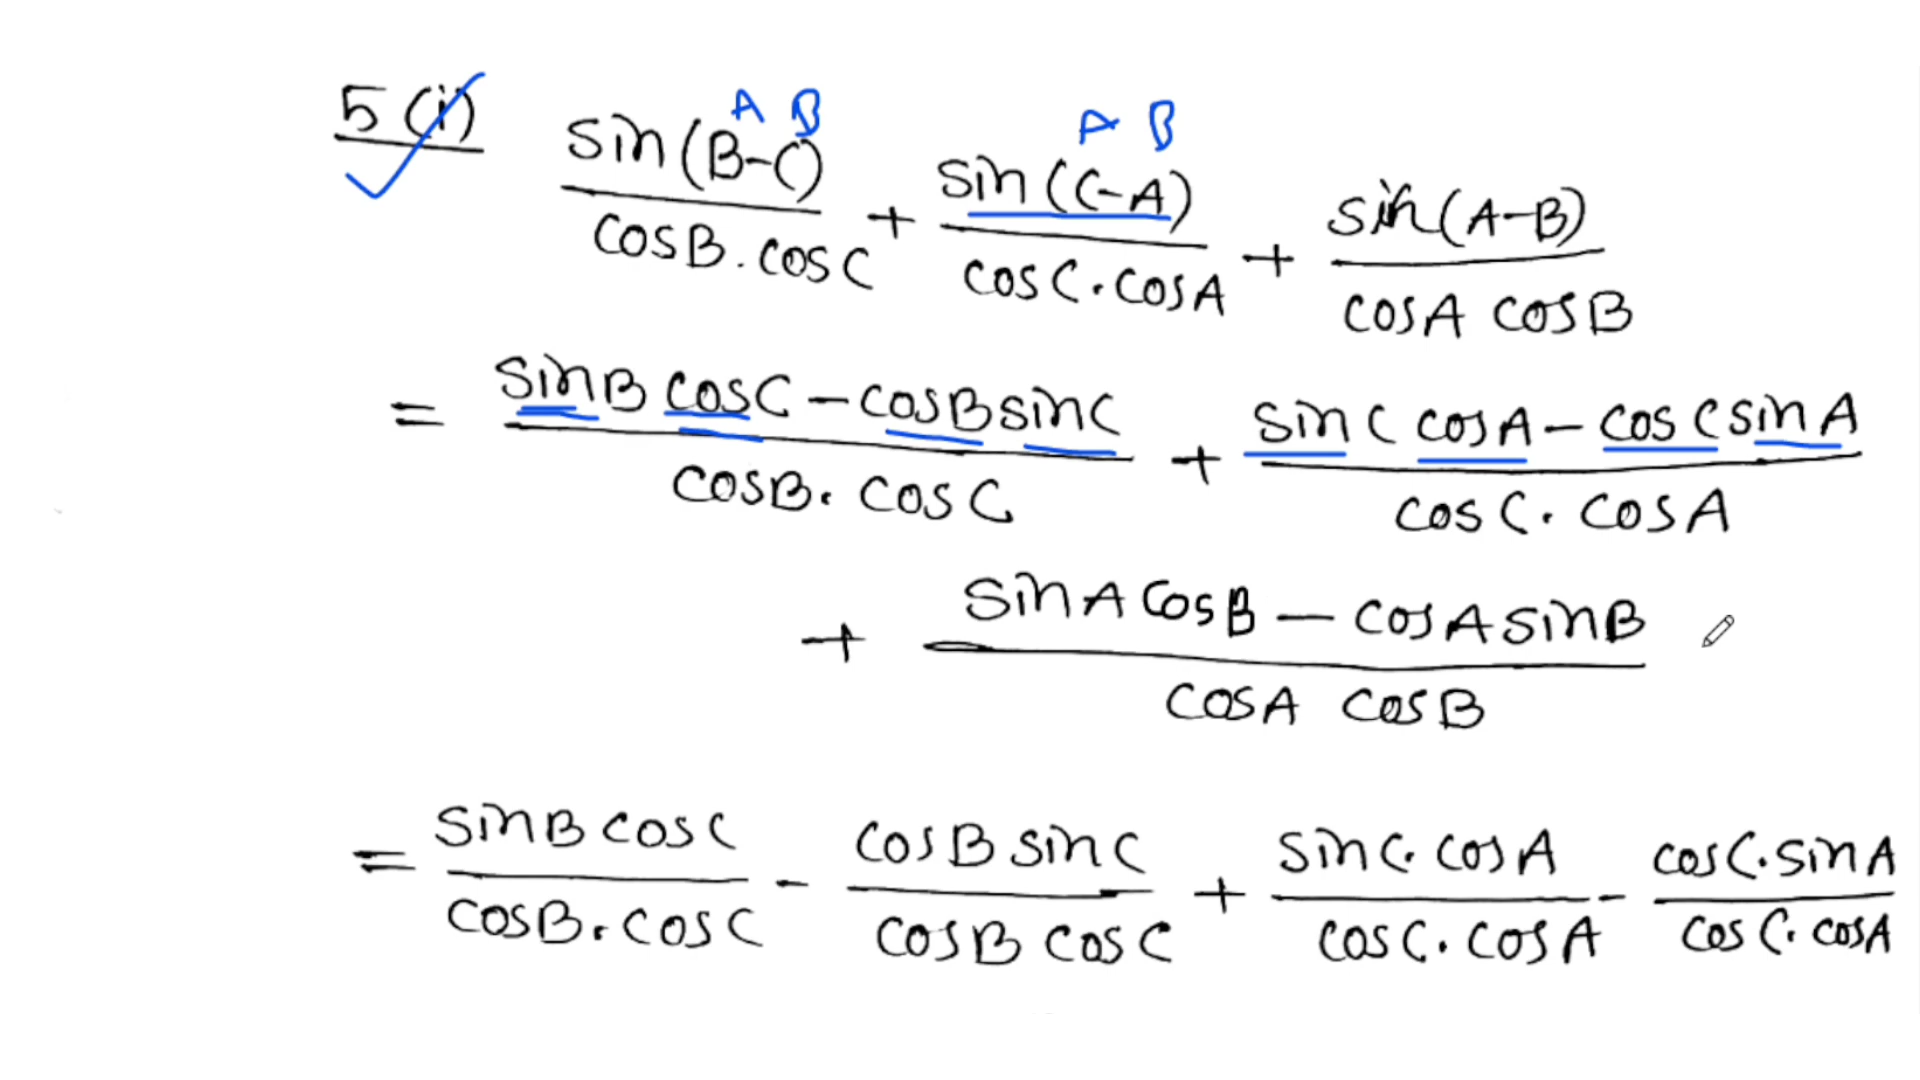 5 (i) sin(B-C)/cosB.cosC + sin(C-A)/cosC.cosA + sin(A-B)/cosA cosB
A B A B
= sinB cosC - cosB sinC/cosB.cosC + sinC cosA - cosC sinA/cosC.cosA
+ sinA cosB - cosA sinB/cosA cosB
= sinB cosC/cosB.cosC - cosB sinC/cosB cosC + sinC.cosA/cosC.cosA - cosC.sinA/cosC.cosA